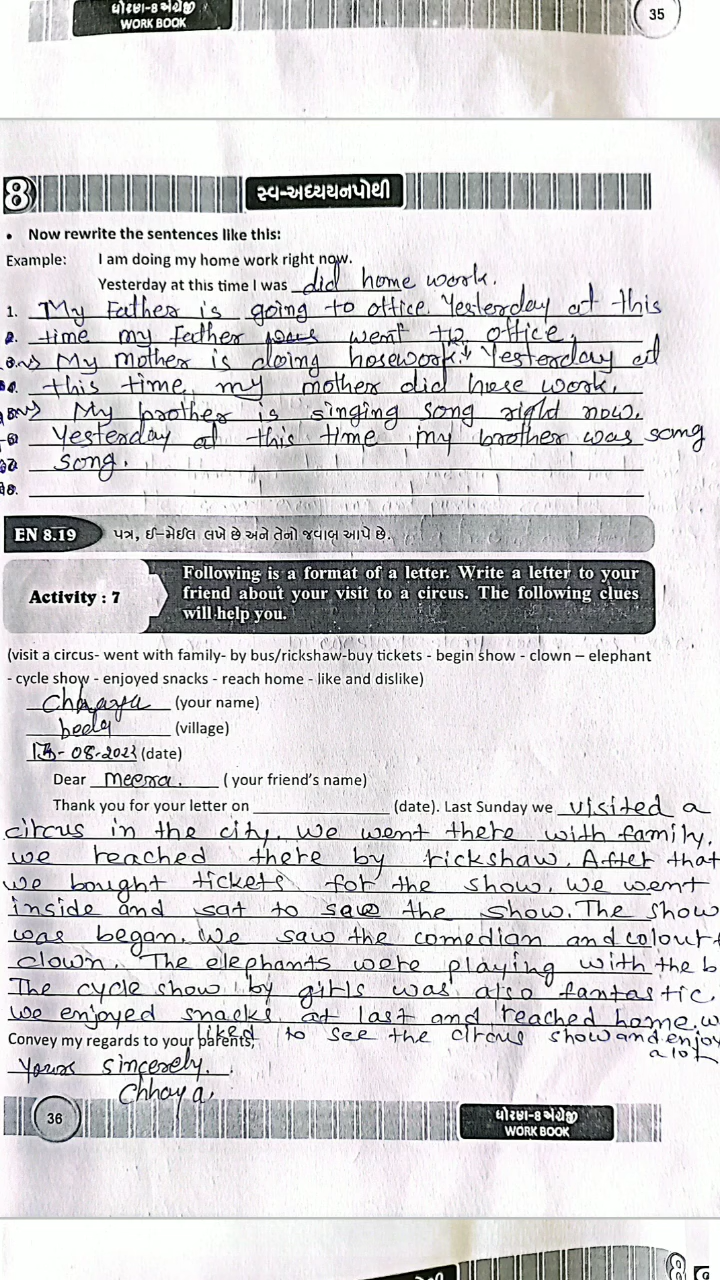 ધોરણ-8 અંગ્રેજી
WORK BOOK
35
8
સ્વ-અધ્યયનપોથી
• Now rewrite the sentences like this:
Example: I am doing my home work right now.
Yesterday at this time I was did home work.
1. My Father is going to office. Yesterday at this
2. time my Father was went to office.
My mother is doing hosework. Yesterday at
this time, my mother did hose work.
My brother is singing song right now.
Yesterday at this time my brother was song
song.
8.
EN 8.19 પત્ર, ઈ-મેઈલ લખે છે અને તેનો જવાબ આપે છે.
Activity : 7
Following is a format of a letter. Write a letter to your
friend about your visit to a circus. The following clues
will help you.
(visit a circus- went with family- by bus/rickshaw-buy tickets - begin show - clown – elephant
- cycle show - enjoyed snacks - reach home - like and dislike)
Chhaya (your name)
(village)
-08-2023 (date)
Dear meera. ( your friend's name)
Thank you for your letter on (date). Last Sunday we visited a
circus in the city. we went there with family.
we reached there by rickshaw. After that
we bought tickets for the show. we went
inside and sat to saw the show. The show
was began. We saw the comedian and colour
clown. The elephants were playing with the b
The cycle show by girls was also fantastic.
we enjoyed snacks at last and reached home. w
Convey my regards to your parents, liked to see the circus show and enjoy
a lot
Yours sincerely.
Chhaya
36
ધોરણ-8 અંગ્રેજી
WORK BOOK
8